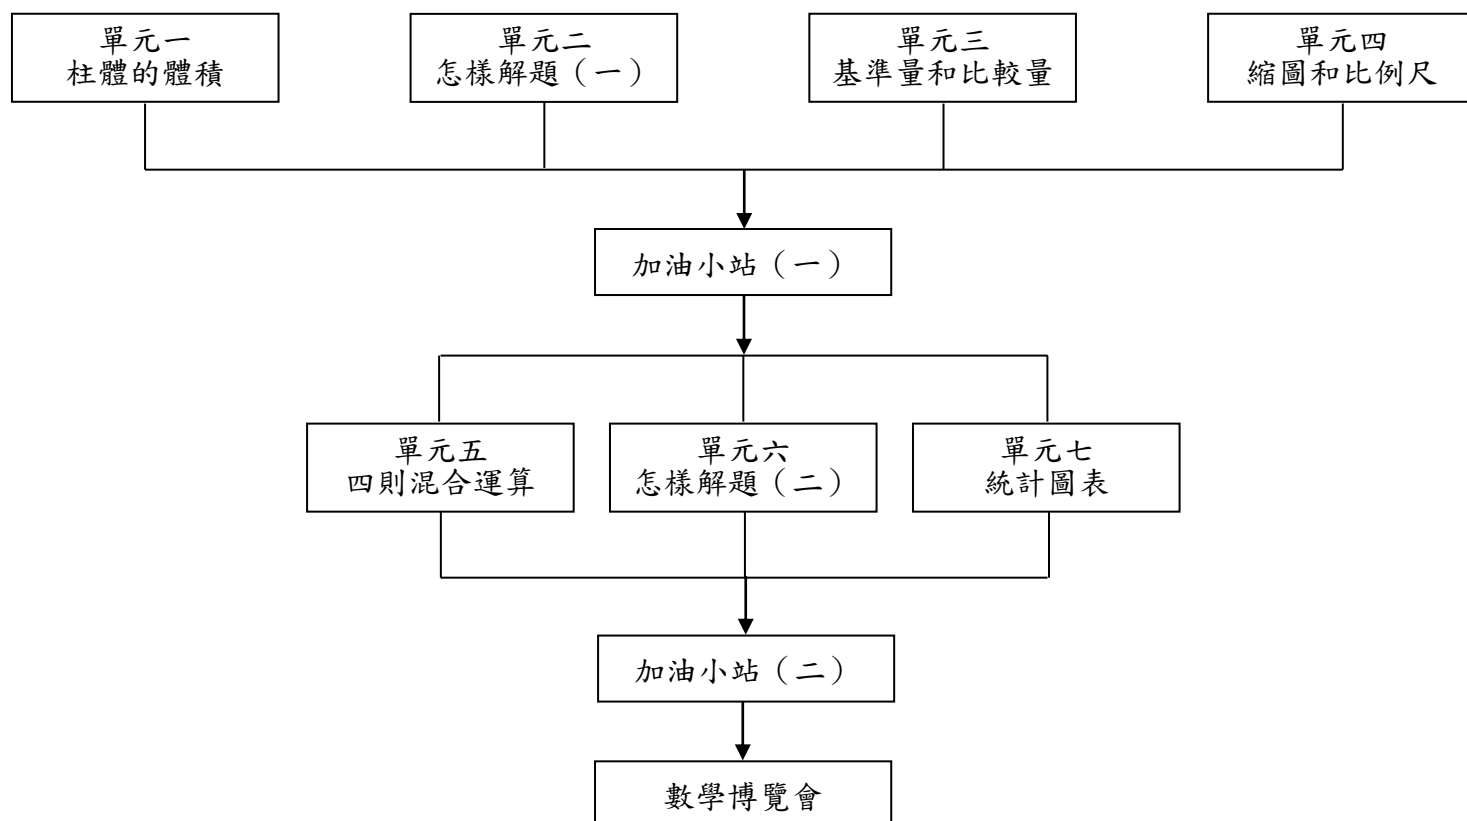 單元一
柱體的體積
單元二
怎樣解題（一）
單元三
基準量和比較量
單元四
縮圖和比例尺
加油小站（一）
單元五
四則混合運算
單元六
怎樣解題（二）
單元七
統計圖表
加油小站（二）
數學博覽會